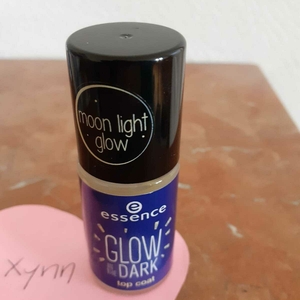 moon light
glow
essence
GLOW
IN THE
DARK
top coat
xynn